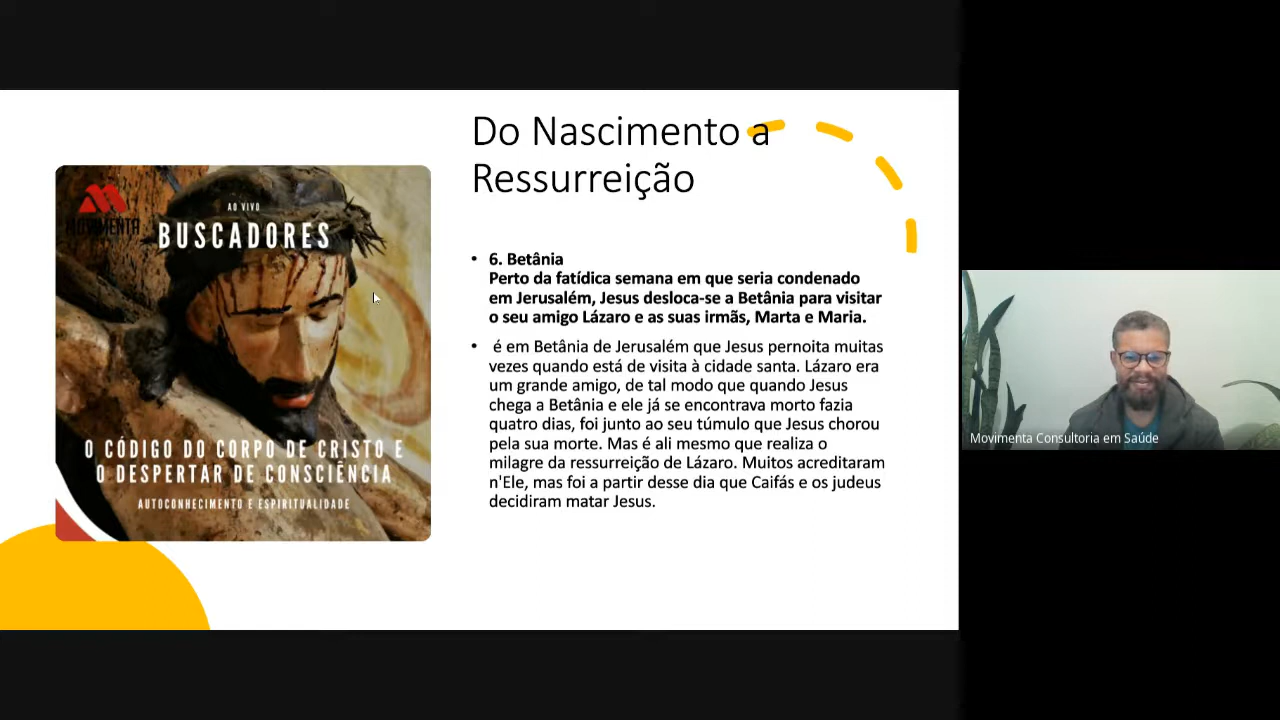 Do Nascimento a
Ressurreição
MOVIMENTA
AO VIVO
BUSCADORES
O CÓDIGO DO CORPO DE CRISTO E
O DESPERTAR DE CONSCIÊNCIA
AUTOCONHECIMENTO E ESPIRITUALIDADE
• 6. Betânia
Perto da fatídica semana em que seria condenado
em Jerusalém, Jesus desloca-se a Betânia para visitar
o seu amigo Lázaro e as suas irmãs, Marta e Maria.
• é em Betânia de Jerusalém que Jesus pernoita muitas
vezes quando está de visita à cidade santa. Lázaro era
um grande amigo, de tal modo que quando Jesus
chega a Betânia e ele já se encontrava morto fazia
quatro dias, foi junto ao seu túmulo que Jesus chorou
pela sua morte. Mas é ali mesmo que realiza o
milagre da ressurreição de Lázaro. Muitos acreditaram
n'Ele, mas foi a partir desse dia que Caifás e os judeus
decidiram matar Jesus.
Movimenta Consultoria em Saúde